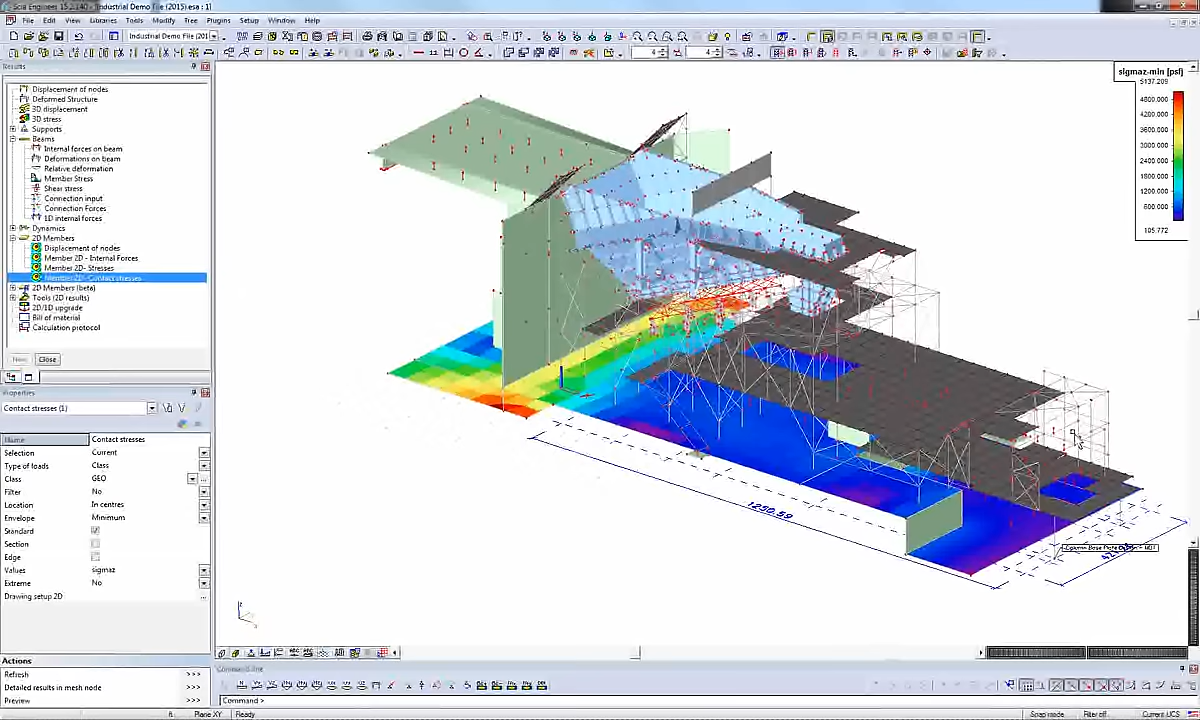 Scia Engineer 15.2.140 - [Industrial Demo File (2015).esa : 1]
File Edit View Libraries Tools Modify Tree Plugins Setup Window Help
Industrial Demo File (201
Results
Displacement of nodes
Deformed Structure
3D displacement
3D stress
Supports
Beams
Internal forces on beam
Deformations on beam
Relative deformation
Member Stress
Shear stress
Connection input
Connection Forces
1D internal forces
Dynamics
2D Members
Displacement of nodes
Member 2D - Internal Forces
Member 2D - Stresses
Member 2D - Contact stresses
2D Members (beta)
Tools (2D results)
2D/1D upgrade
Bill of material
Calculation protocol
New Close
Properties
Contact stresses (1)
Name Contact stresses
Selection Current
Type of loads Class
Class GEO
Filter No
Location In centres
Envelope Minimum
Standard
Section
Edge
Values sigmaz
Extreme No
Drawing setup 2D ...
Actions
Refresh >>>
Detailed results in mesh node >>>
Preview >>>
sigmaz-min [psf]
5137.209
4800.000
4200.000
3600.000
3000.000
2400.000
1800.000
1200.000
600.000
105.772
1250.59
Command line
Command >
ft Plane XY Ready Snap mode Filter off Current UCS